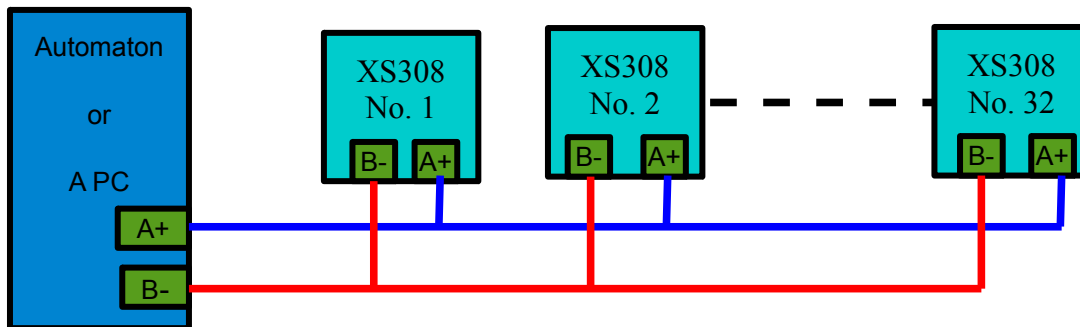 Automaton
or
A PC
A+
B-
XS308
No. 1
B-
A+
XS308
No. 2
B-
A+
XS308
No. 32
B-
A+